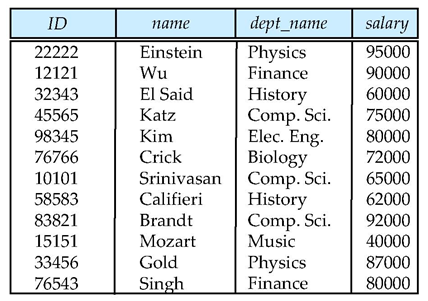 ID name dept_name salary
22222 Einstein Physics 95000
12121 Wu Finance 90000
32343 El Said History 60000
45565 Katz Comp. Sci. 75000
98345 Kim Elec. Eng. 80000
76766 Crick Biology 72000
10101 Srinivasan Comp. Sci. 65000
58583 Califieri History 62000
83821 Brandt Comp. Sci. 92000
15151 Mozart Music 40000
33456 Gold Physics 87000
76543 Singh Finance 80000